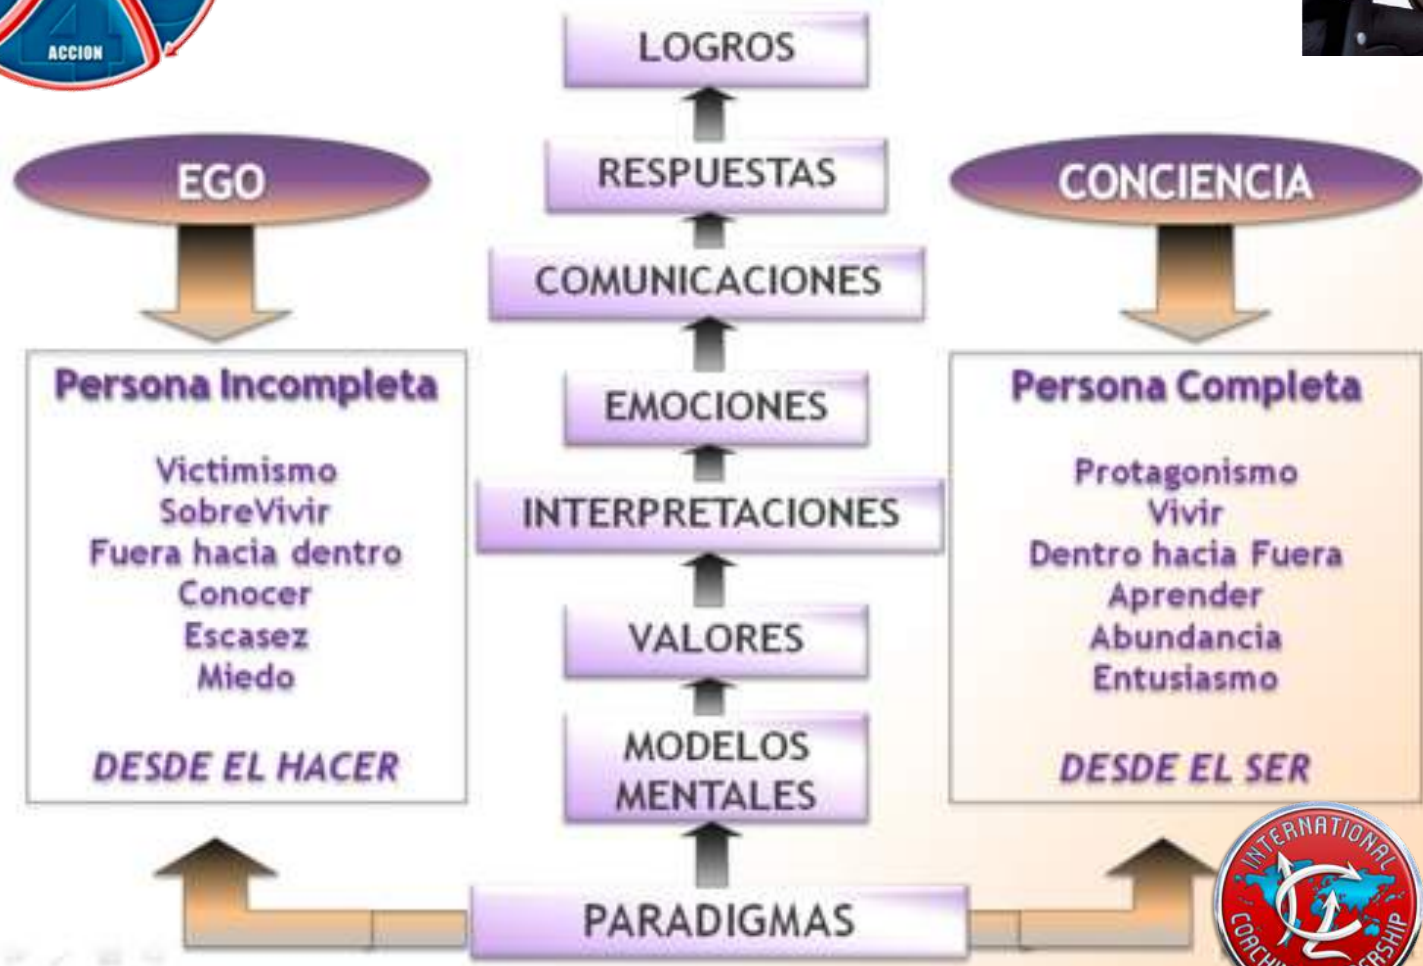 ACCION
LOGROS
RESPUESTAS
COMUNICACIONES
EMOCIONES
INTERPRETACIONES
VALORES
MODELOS
MENTALES
PARADIGMAS
EGO
Persona Incompleta
Victimismo
SobreVivir
Fuera hacia dentro
Conocer
Escasez
Miedo
DESDE EL HACER
CONCIENCIA
Persona Completa
Protagonismo
Vivir
Dentro hacia Fuera
Aprender
Abundancia
Entusiasmo
DESDE EL SER
INTERNATIONAL